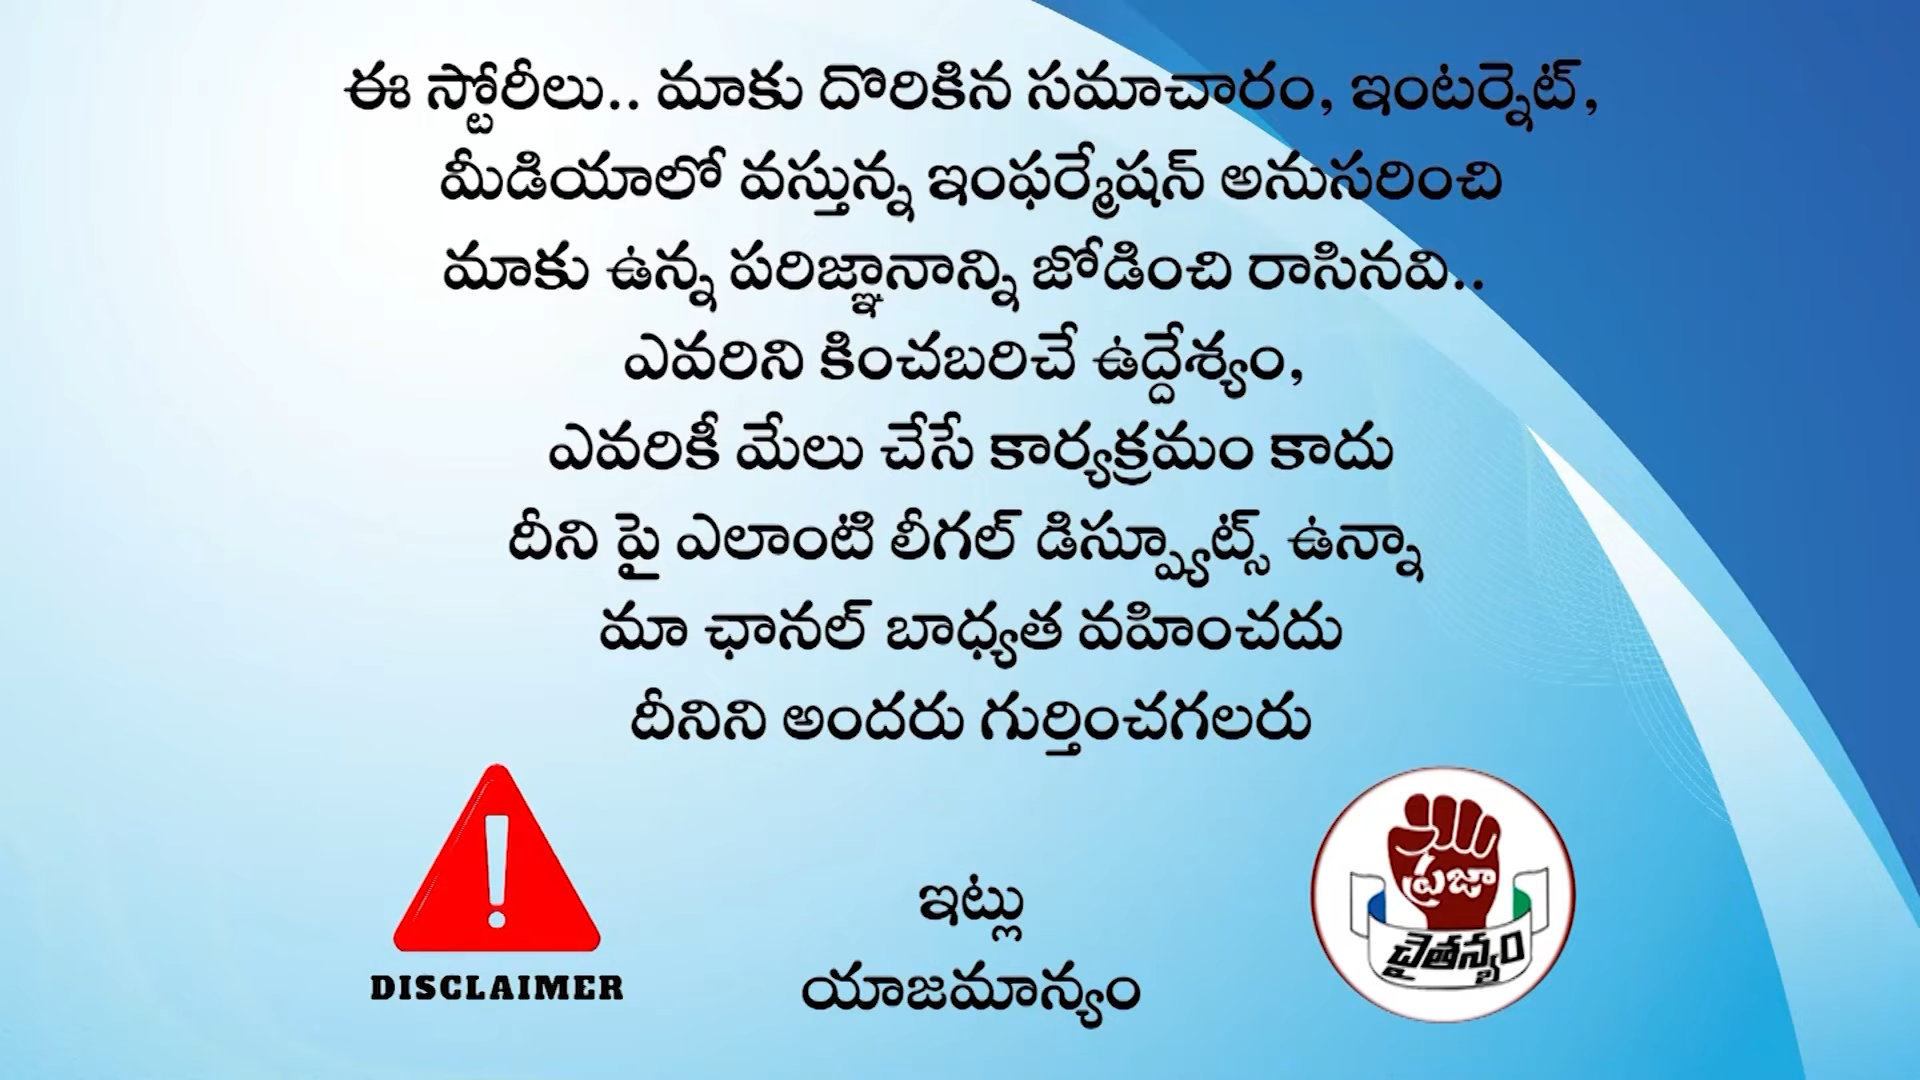 ఈ స్టోరీలు.. మాకు దొరికిన సమాచారం, ఇంటర్నెట్,
మీడియాలో వస్తున్న ఇంఫర్మేషన్ అనుసరించి
మాకు ఉన్న పరిజ్ఞానాన్ని జోడించి రాసినవి..
ఎవరిని కించబరిచే ఉద్దేశ్యం,
ఎవరికీ మేలు చేసే కార్యక్రమం కాదు
దీని పై ఎలాంటి లీగల్ డిస్ప్యూట్స్ ఉన్నా
మా ఛానల్ బాధ్యత వహించదు
దీనిని అందరు గుర్తించగలరు
DISCLAIMER
ఇట్లు
యాజమాన్యం
ప్రజా
చైతన్యం